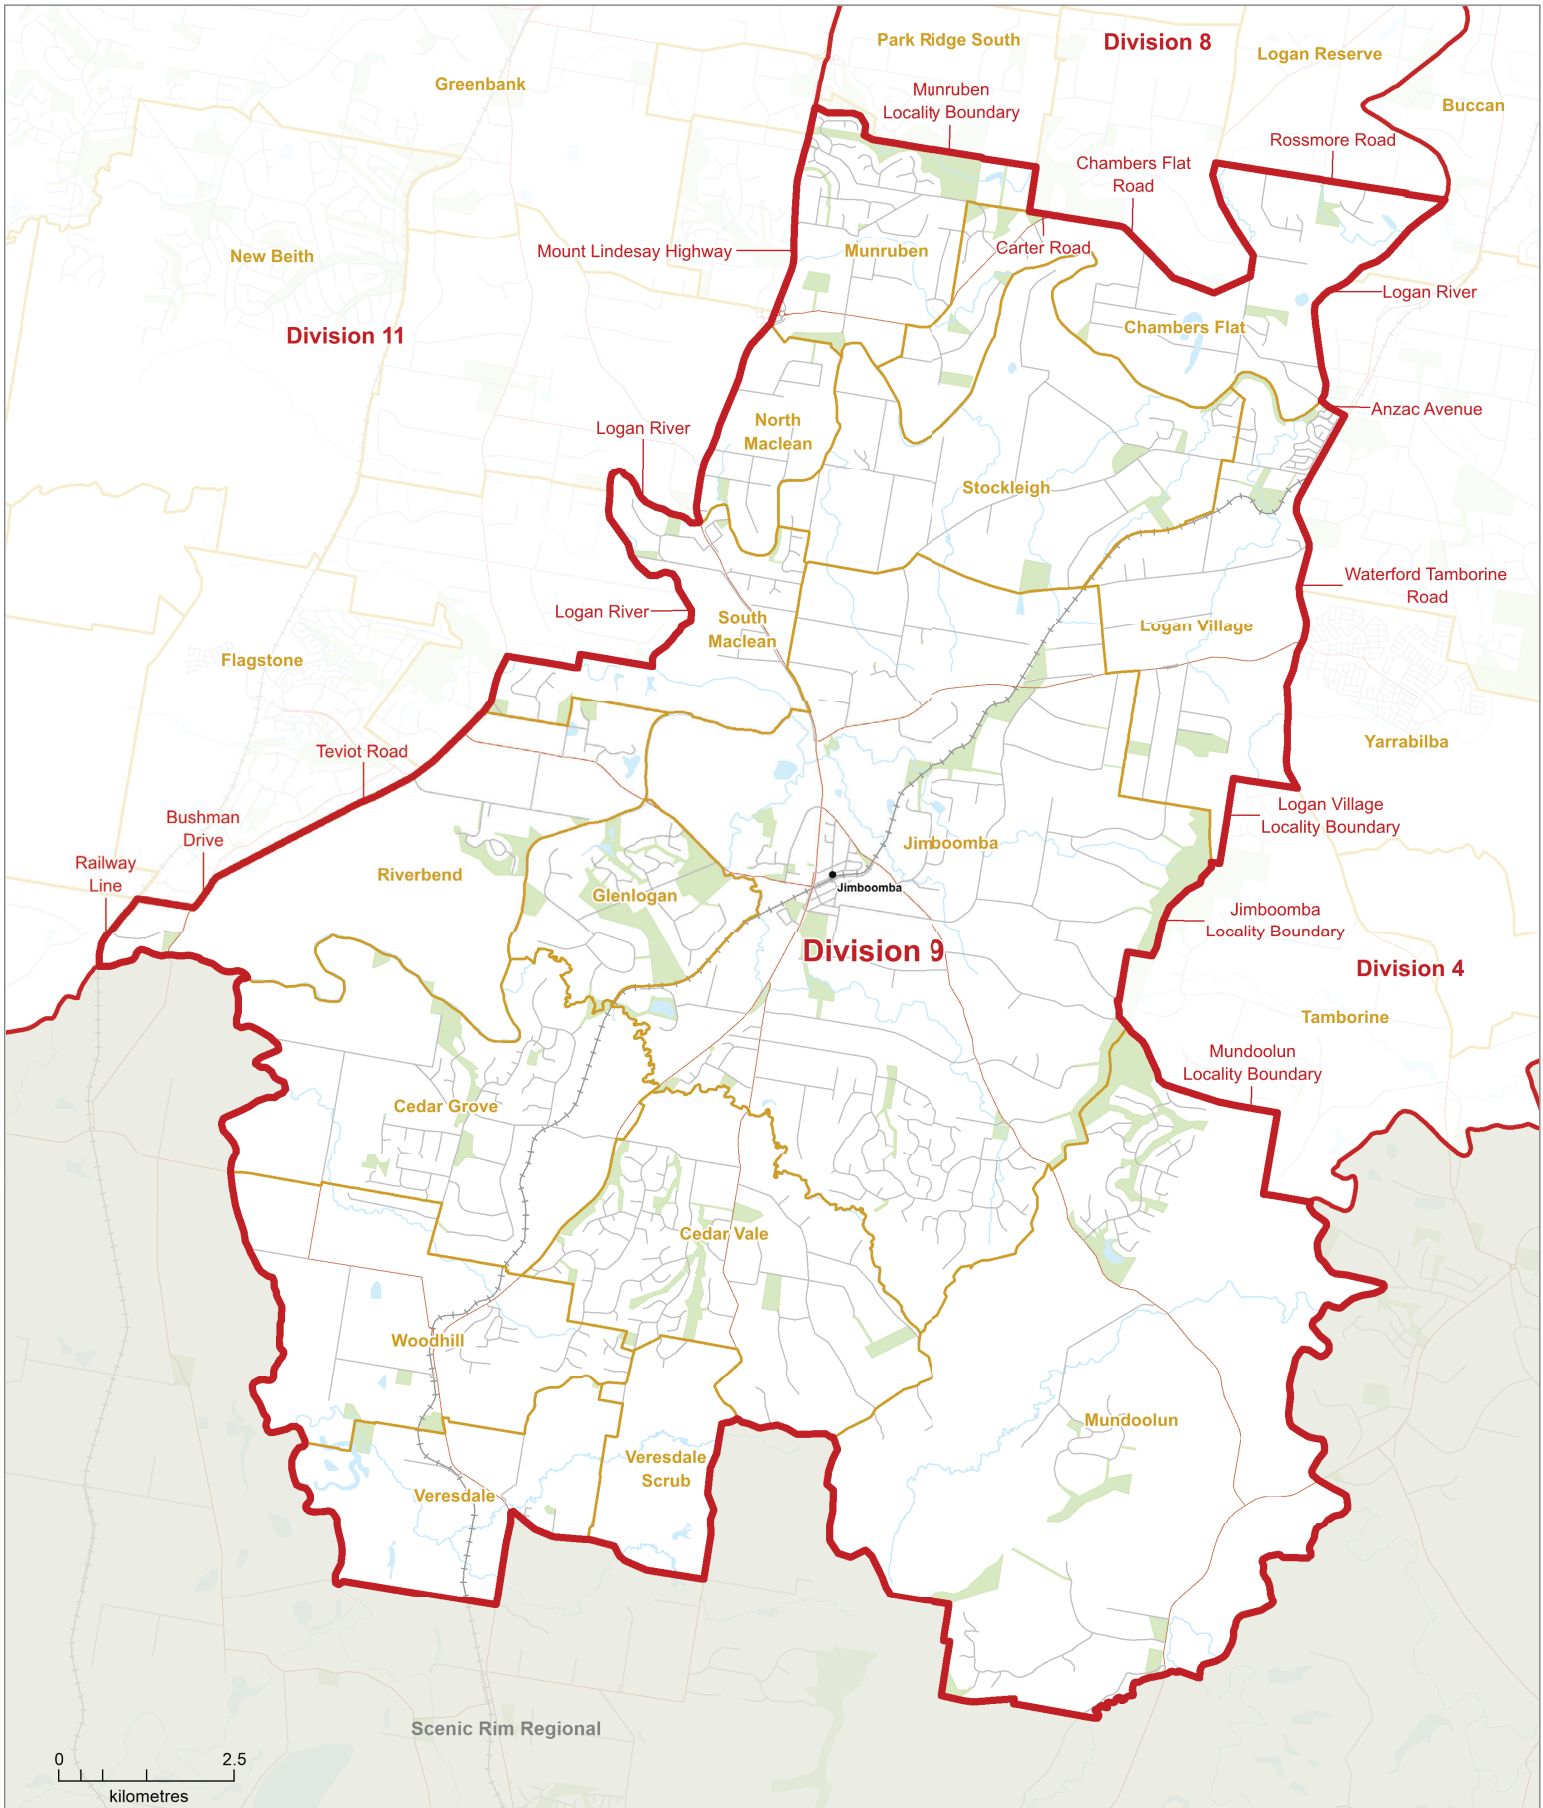 Park Ridge South
Division 8
Logan Reserve
Greenbank
Munruben
Locality Boundary
Buccan
Rossmore Road
Chambers Flat
Road
New Beith
Mount Lindesay Highway
Munruben
Carter Road
Logan River
Division 11
Chambers Flat
Anzac Avenue
Logan River
North
Maclean
Stockleigh
Waterford Tamborine
Road
Logan River
South
Maclean
Logan Village
Flagstone
Teviot Road
Yarrabilba
Logan Village
Locality Boundary
Bushman
Drive
Jimboomba
Railway
Line
Riverbend
Glenlogan
Jimboomba
Jimboomba
Locality Boundary
Division 9
Division 4
Tamborine
Mundoolun
Locality Boundary
Cedar Grove
Cedar Vale
Woodhill
Mundoolun
Veresdale
Scrub
Veresdale
Scenic Rim Regional
0 2.5
kilometres